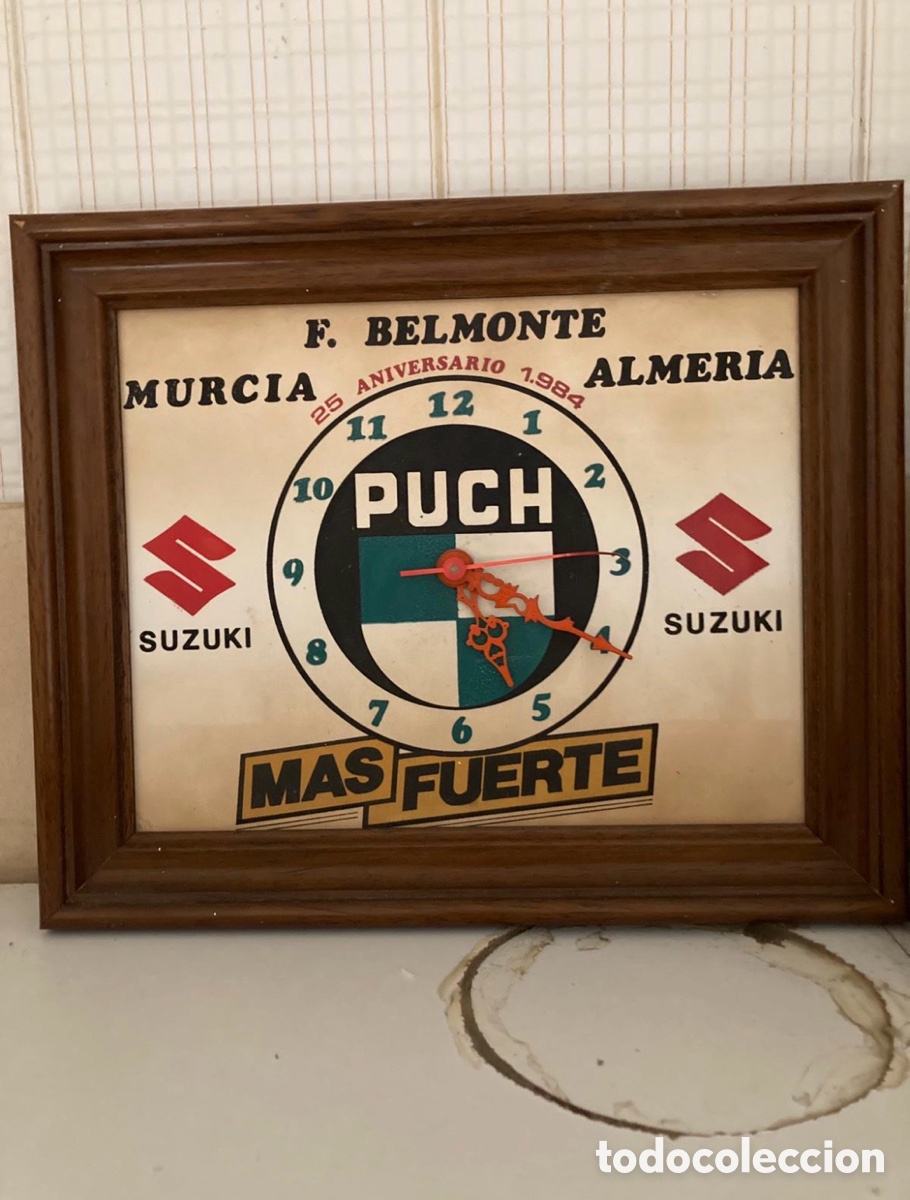 F. BELMONTE
MURCIA
25 ANIVERSARIO 1.984
ALMERIA
12
11
1
10
2
PUCH
9
3
SUZUKI
SUZUKI
8
4
7
5
6
MAS FUERTE
todocoleccion